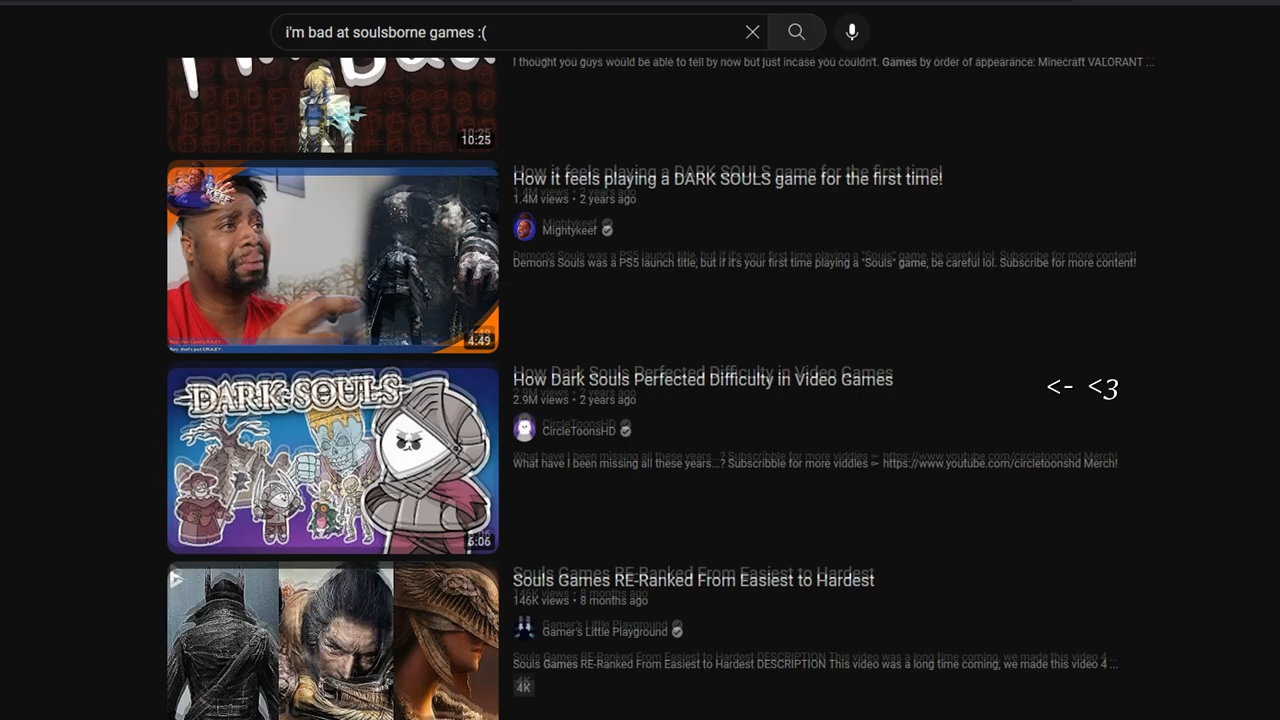 i'm bad at soulsborne games :(
I thought you guys would be able to tell by now but just incase you couldn't. Games by order of appearance: Minecraft VALORANT ...
10:25
How it feels playing a DARK SOULS game for the first time!
1.4M views • 2 years ago
Mightykeef
Demon's Souls was a PS5 launch title, but if it's your first time playing a "Souls" game, be careful lol. Subscribe for more content!
4:49
How Dark Souls Perfected Difficulty in Video Games
<- <3
2.9M views • 2 years ago
DARK SOULS
CircleToonsHD
What have I been missing all these years...? Subscribble for more viddles ⪼ https://www.youtube.com/circletoonshd Merch!
6:06
Souls Games RE-Ranked From Easiest to Hardest
146K views • 8 months ago
Gamer's Little Playground
Souls Games RE-Ranked From Easiest to Hardest DESCRIPTION This video was a long time coming, we made this video 4 ...
4K